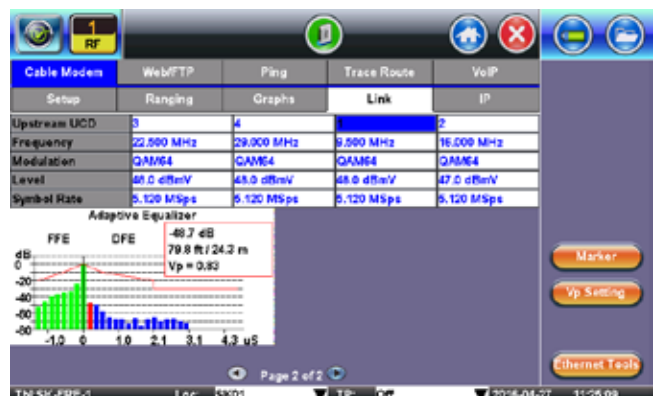 1
RF
Cable Modem Web/FTP Ping Trace Route VoIP
Setup Ranging Graphs Link IP
Upstream UCD 3 4 1 2
Frequency 22.500 MHz 29.000 MHz 9.500 MHz 16.000 MHz
Modulation QAM64 QAM64 QAM64 QAM64
Level 48.0 dBmV 48.0 dBmV 48.0 dBmV 47.0 dBmV
Symbol Rate 5.120 MSps 5.120 MSps 5.120 MSps 5.120 MSps
Adaptive Equalizer
FFE DFE
-48.7 dB
79.8 ft / 24.3 m
Vp = 0.83
dB
0
-20
-40
-60
-80
-1.0 0 1.0 2.1 3.1 4.3 uS
Marker
Vp Setting
Page 2 of 2
Ethernet Tools
Loc: TP: Off 2016-04-27